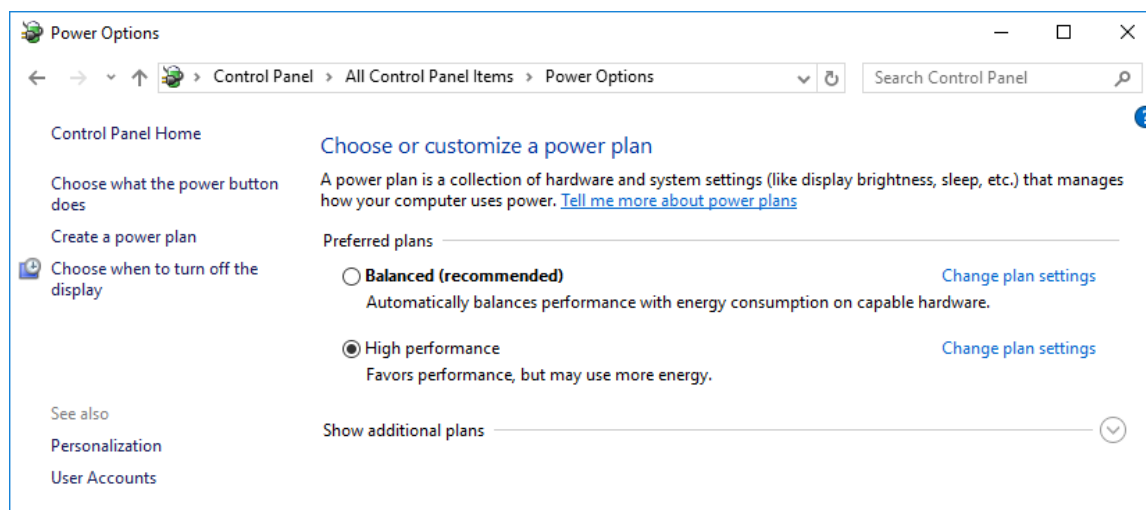 Power Options
Control Panel > All Control Panel Items > Power Options
Search Control Panel
Control Panel Home
Choose what the power button
does
Create a power plan
Choose when to turn off the
display
See also
Personalization
User Accounts
Choose or customize a power plan
A power plan is a collection of hardware and system settings (like display brightness, sleep, etc.) that manages
how your computer uses power. Tell me more about power plans
Preferred plans
Balanced (recommended) Change plan settings
Automatically balances performance with energy consumption on capable hardware.
High performance Change plan settings
Favors performance, but may use more energy.
Show additional plans